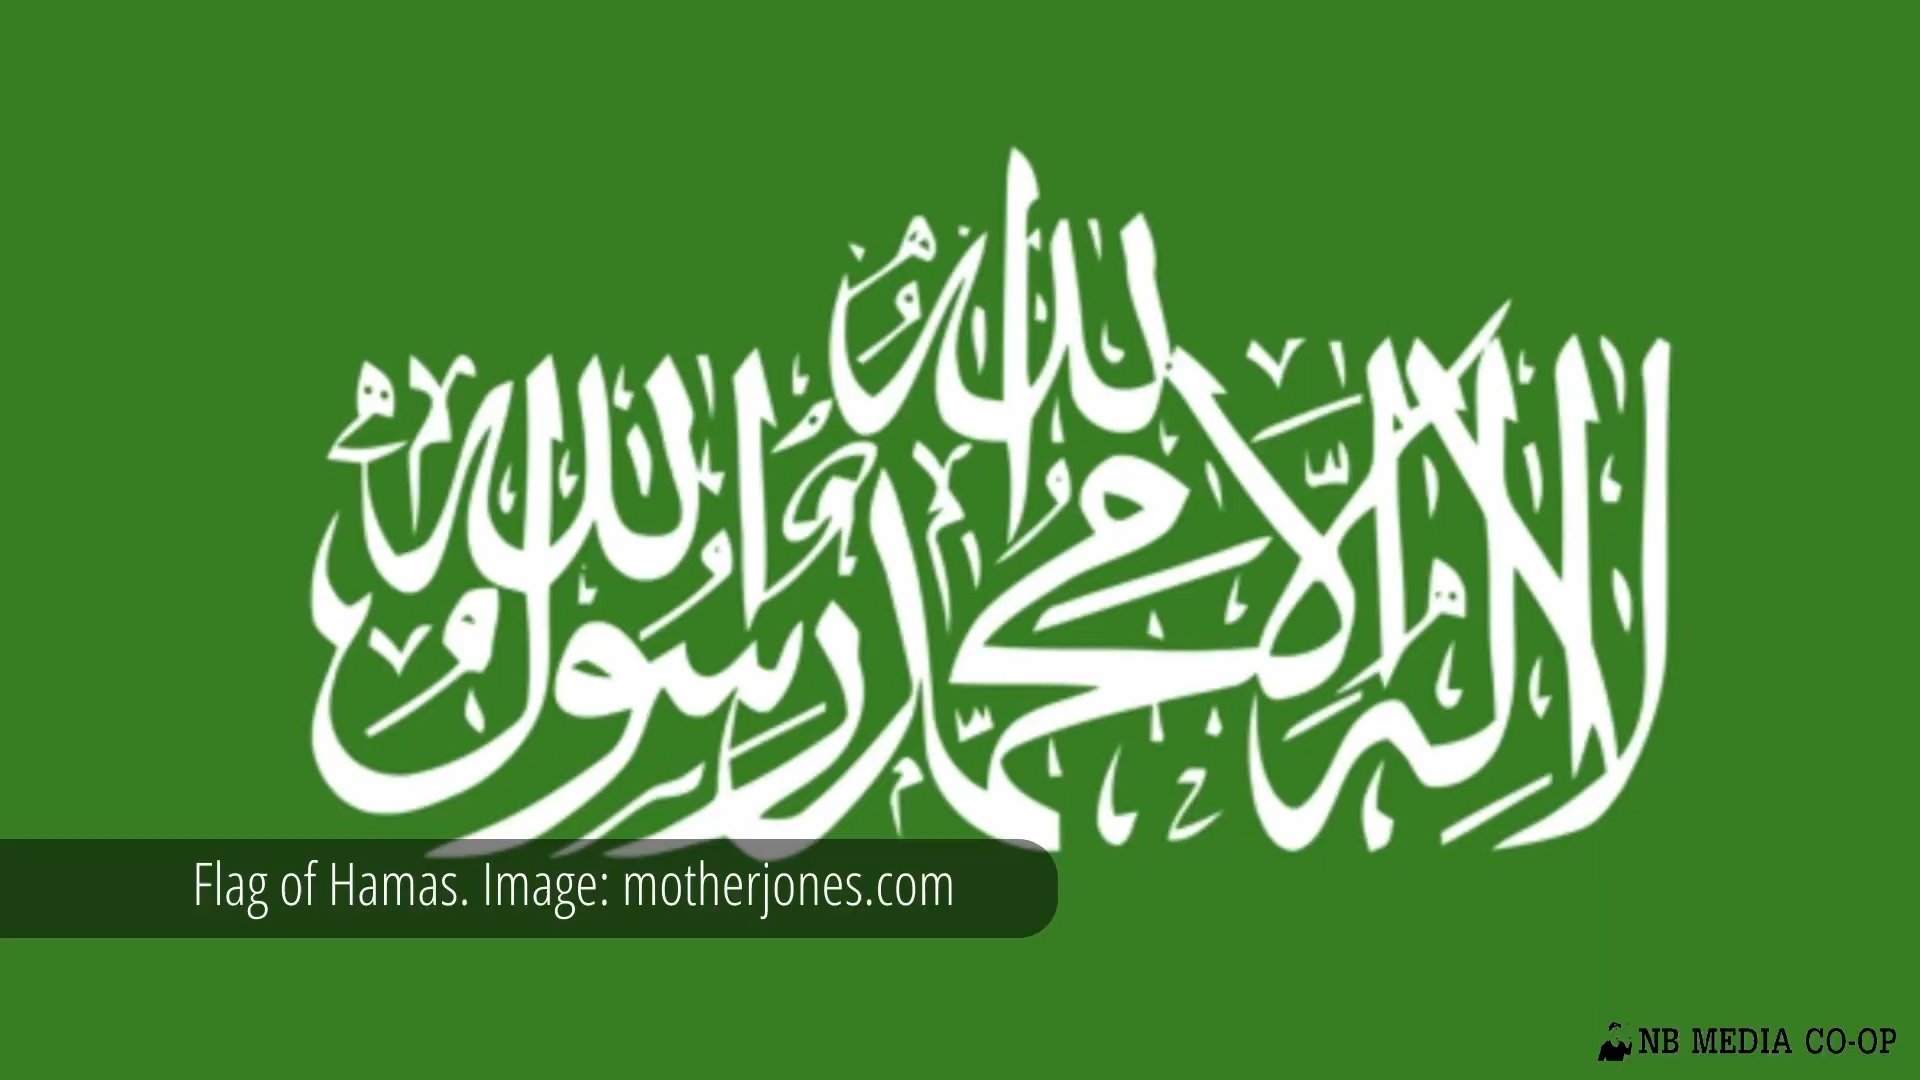 لا إله إلا الله محمد رسول الله
Flag of Hamas. Image: motherjones.com
NB MEDIA CO-OP